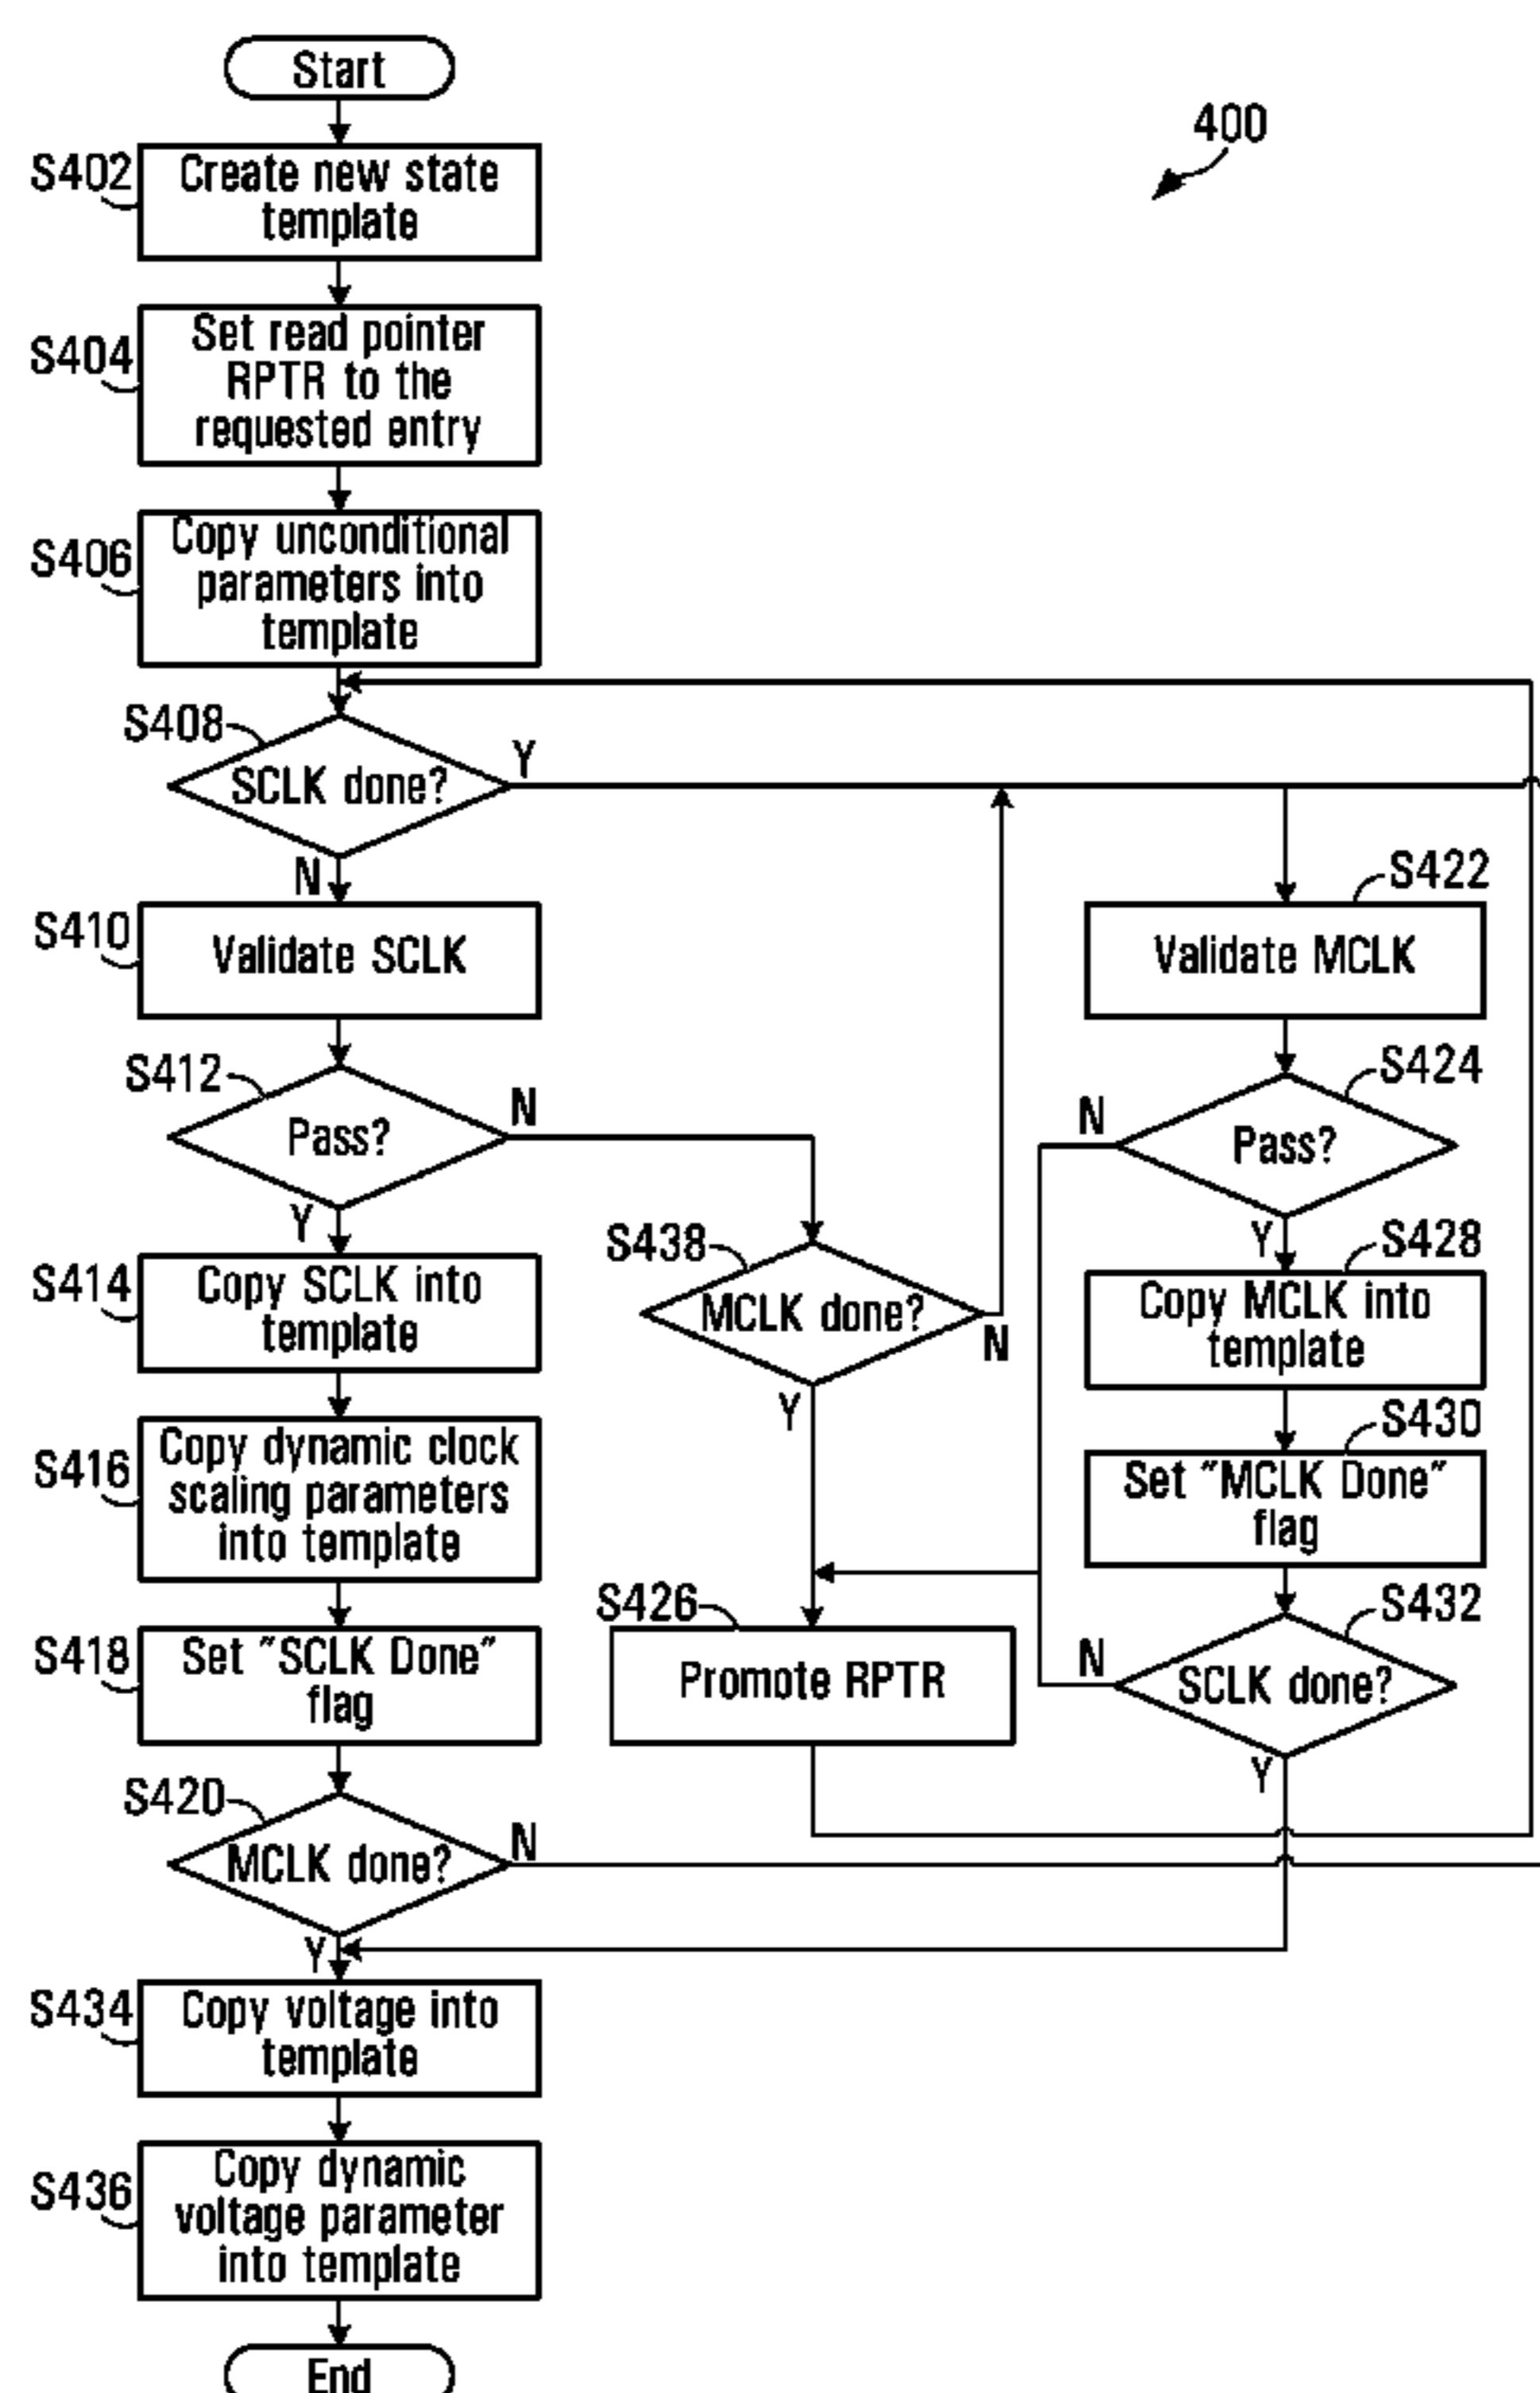 Start
400
S402
Create new state
template
S404
Set read pointer
RPTR to the
requested entry
S406
Copy unconditional
parameters into
template
S408
SCLK done?
Y
N
S410
Validate SCLK
S422
Validate MCLK
S412
Pass?
N
Y
S424
Pass?
N
Y
S414
Copy SCLK into
template
S438
MCLK done?
N
Y
S428
Copy MCLK into
template
S416
Copy dynamic clock
scaling parameters
into template
S430
Set "MCLK Done"
flag
S418
Set "SCLK Done"
flag
S426
Promote RPTR
S432
SCLK done?
N
Y
S420
MCLK done?
N
Y
S434
Copy voltage into
template
S436
Copy dynamic
voltage parameter
into template
End